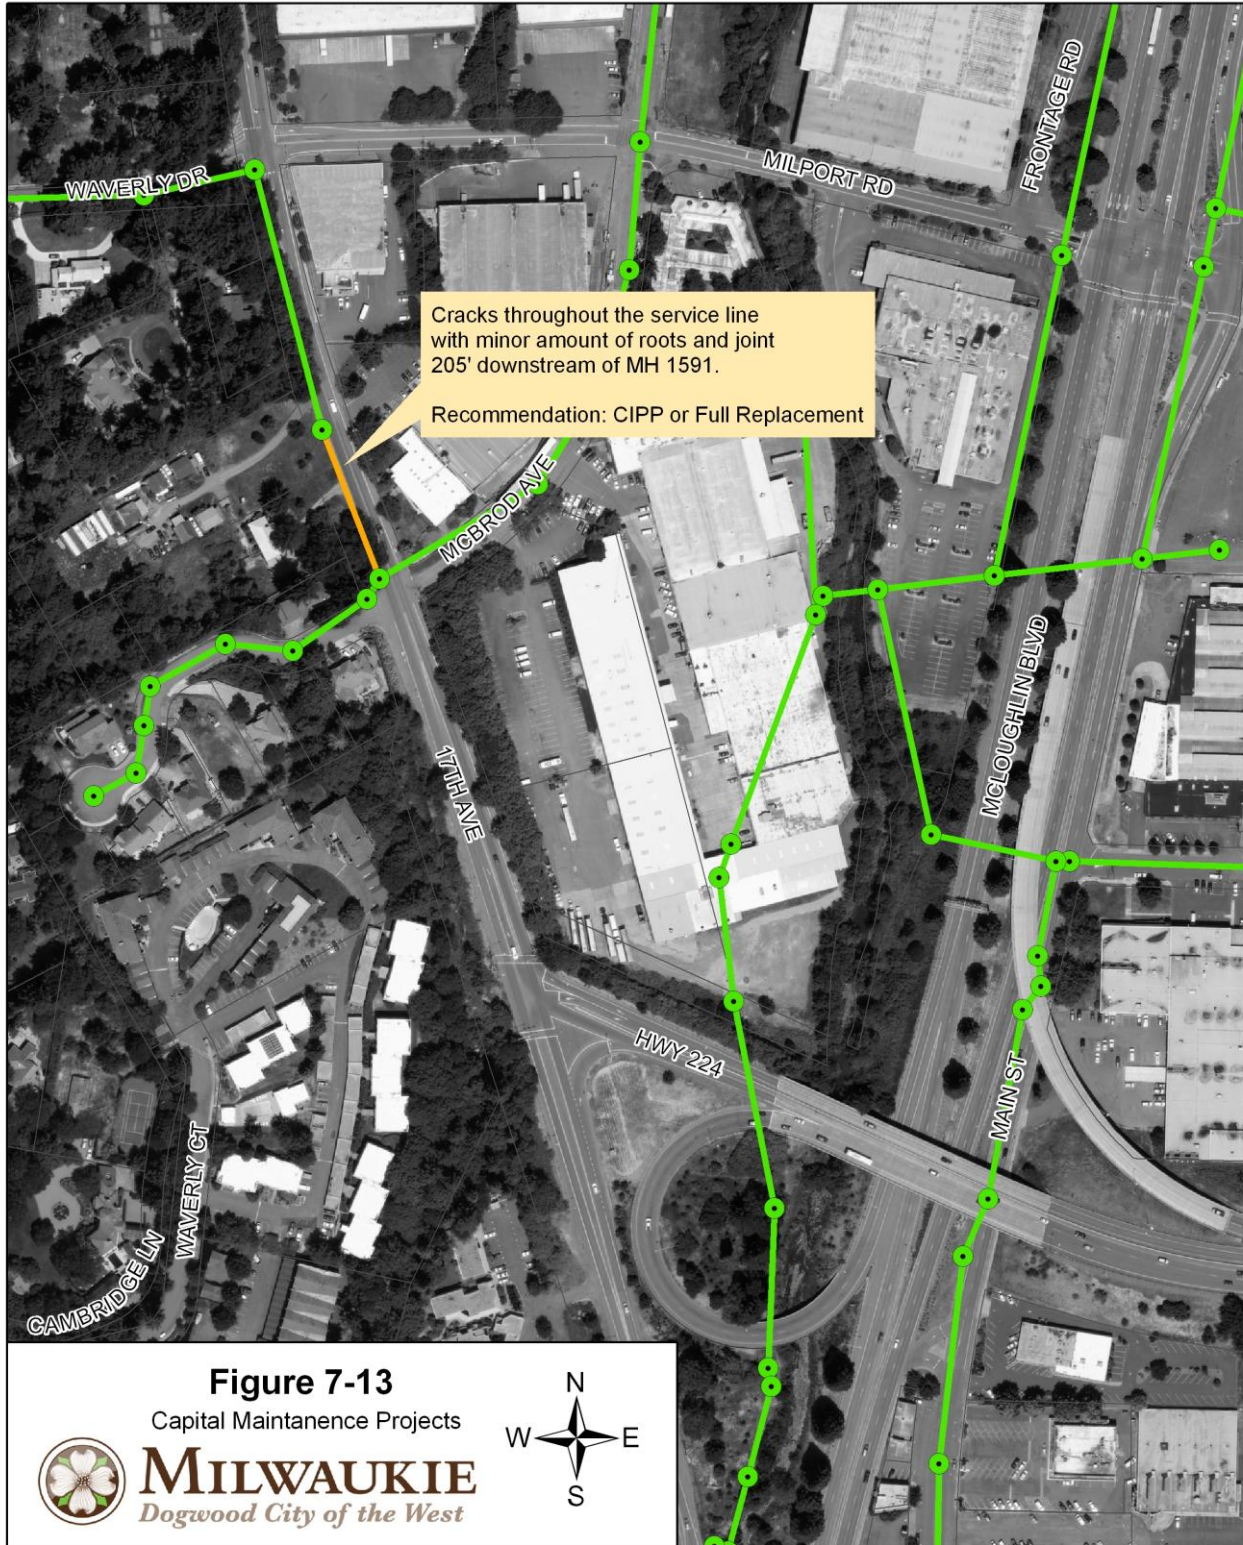 FRONTAGE RD
WAVERLY DR
MILPORT RD
Cracks throughout the service line
with minor amount of roots and joint
205' downstream of MH 1591.
Recommendation: CIPP or Full Replacement
MCBROD AVE
MCLOUGHLIN BLVD
17TH AVE
HWY 224
MAIN ST
WAVERLY CT
CAMBRIDGE LN
Figure 7-13
Capital Maintanence Projects
MILWAUKIE
Dogwood City of the West
N
W E
S